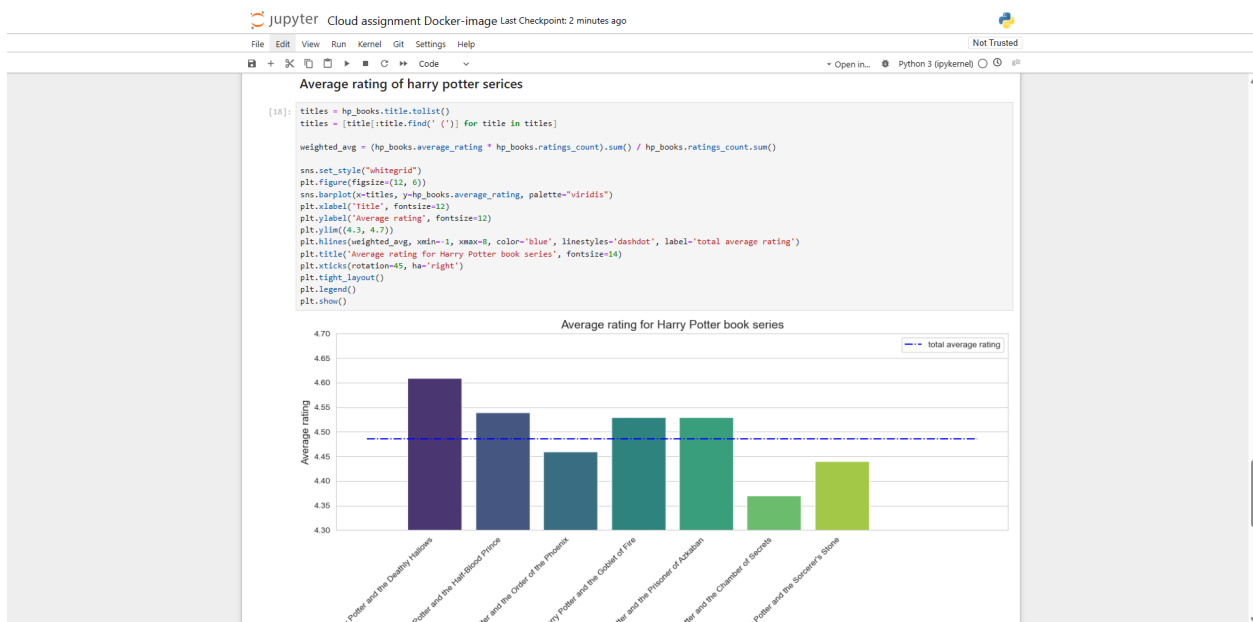 jupyter Cloud assignment Docker-image Last Checkpoint: 2 minutes ago
File Edit View Run Kernel Git Settings Help Not Trusted
Code Open in... Python 3 (ipykernel) git
Average rating of harry potter serices
[18]: titles = hp_books.title.tolist()
titles = [title[:title.find(' (')] for title in titles]
weighted_avg = (hp_books.average_rating * hp_books.ratings_count).sum() / hp_books.ratings_count.sum()
sns.set_style("whitegrid")
plt.figure(figsize=(12, 6))
sns.barplot(x=titles, y=hp_books.average_rating, palette="viridis")
plt.xlabel('Title', fontsize=12)
plt.ylabel('Average rating', fontsize=12)
plt.ylim((4.3, 4.7))
plt.hlines(weighted_avg, xmin=-1, xmax=8, color='blue', linestyles='dashdot', label='total average rating')
plt.title('Average rating for Harry Potter book series', fontsize=14)
plt.xticks(rotation=45, ha='right')
plt.tight_layout()
plt.legend()
plt.show()
Average rating for Harry Potter book series
total average rating
4.70
4.65
4.60
4.55
4.50
4.45
4.40
4.35
4.30
Average rating
Potter and the Deathly Hallows
Potter and the Half-Blood Prince
and the Order of the Phoenix
Potter and the Goblet of Fire
and the Prisoner of Azkaban
and the Chamber of Secrets
Potter and the Sorcerer's Stone